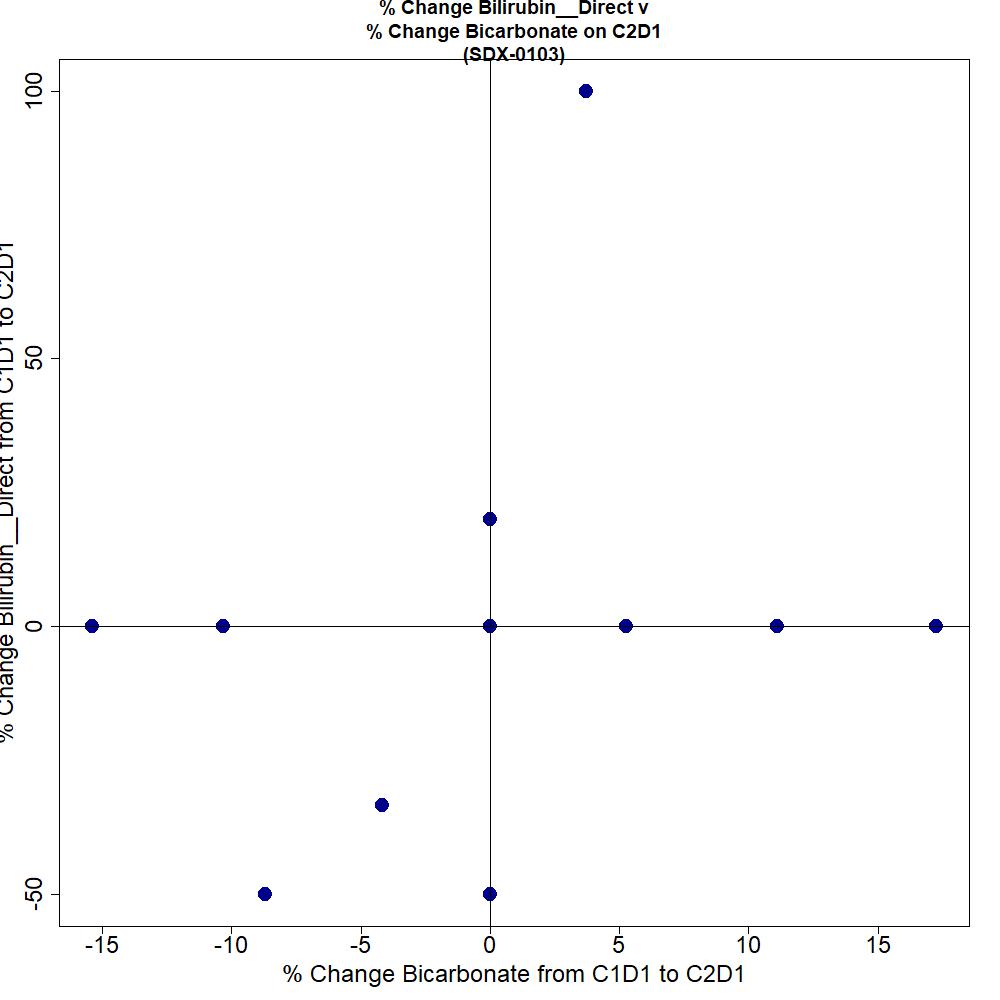 % Change Bilirubin__Direct v
% Change Bicarbonate on C2D1
(SDX-0103)
% Change Bilirubin__Direct from C1D1 to C2D1
100
50
0
-50
-15 -10 -5 0 5 10 15
% Change Bicarbonate from C1D1 to C2D1